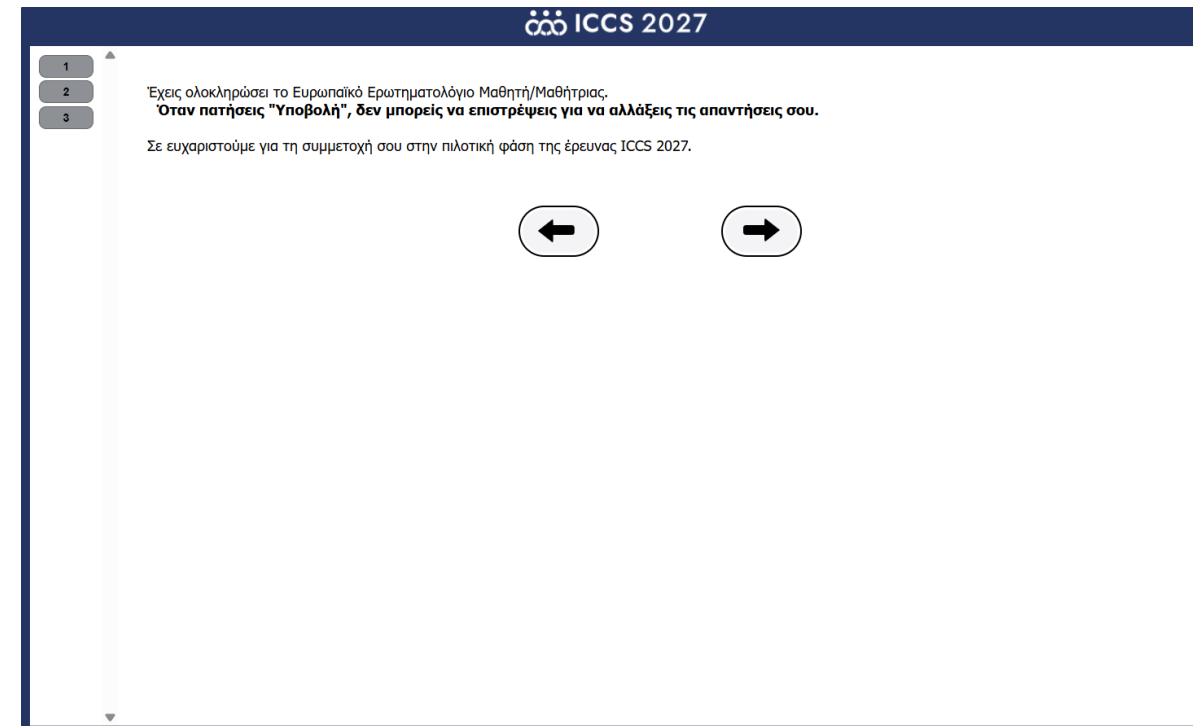 ICCS 2027
1
2
3
Έχεις ολοκληρώσει το Ευρωπαϊκό Ερωτηματολόγιο Μαθητή/Μαθήτριας.
Όταν πατήσεις "Υποβολή", δεν μπορείς να επιστρέψεις για να αλλάξεις τις απαντήσεις σου.
Σε ευχαριστούμε για τη συμμετοχή σου στην πιλοτική φάση της έρευνας ICCS 2027.